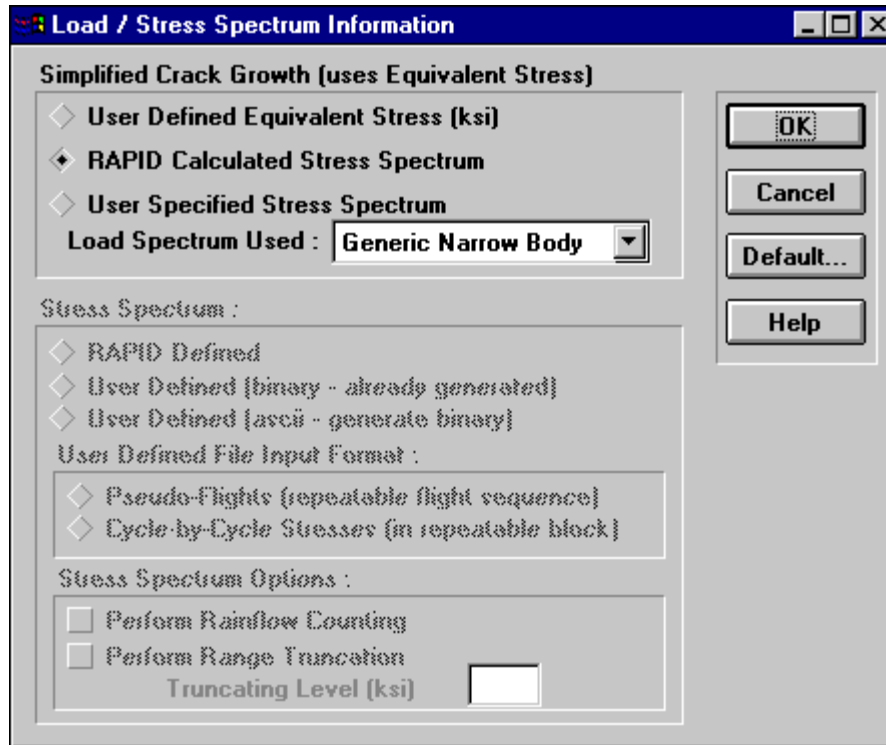 Load / Stress Spectrum Information
Simplified Crack Growth (uses Equivalent Stress)
User Defined Equivalent Stress (ksi)
RAPID Calculated Stress Spectrum
User Specified Stress Spectrum
Load Spectrum Used : Generic Narrow Body
OK
Cancel
Default...
Help
Stress Spectrum :
RAPID Defined
User Defined (binary - already generated)
User Defined (ascii - generate binary)
User Defined File Input Format :
Pseudo-Flights (repeatable flight sequence)
Cycle-by-Cycle Stresses (in repeatable block)
Stress Spectrum Options :
Perform Rainflow Counting
Perform Range Truncation
Truncating Level (ksi)